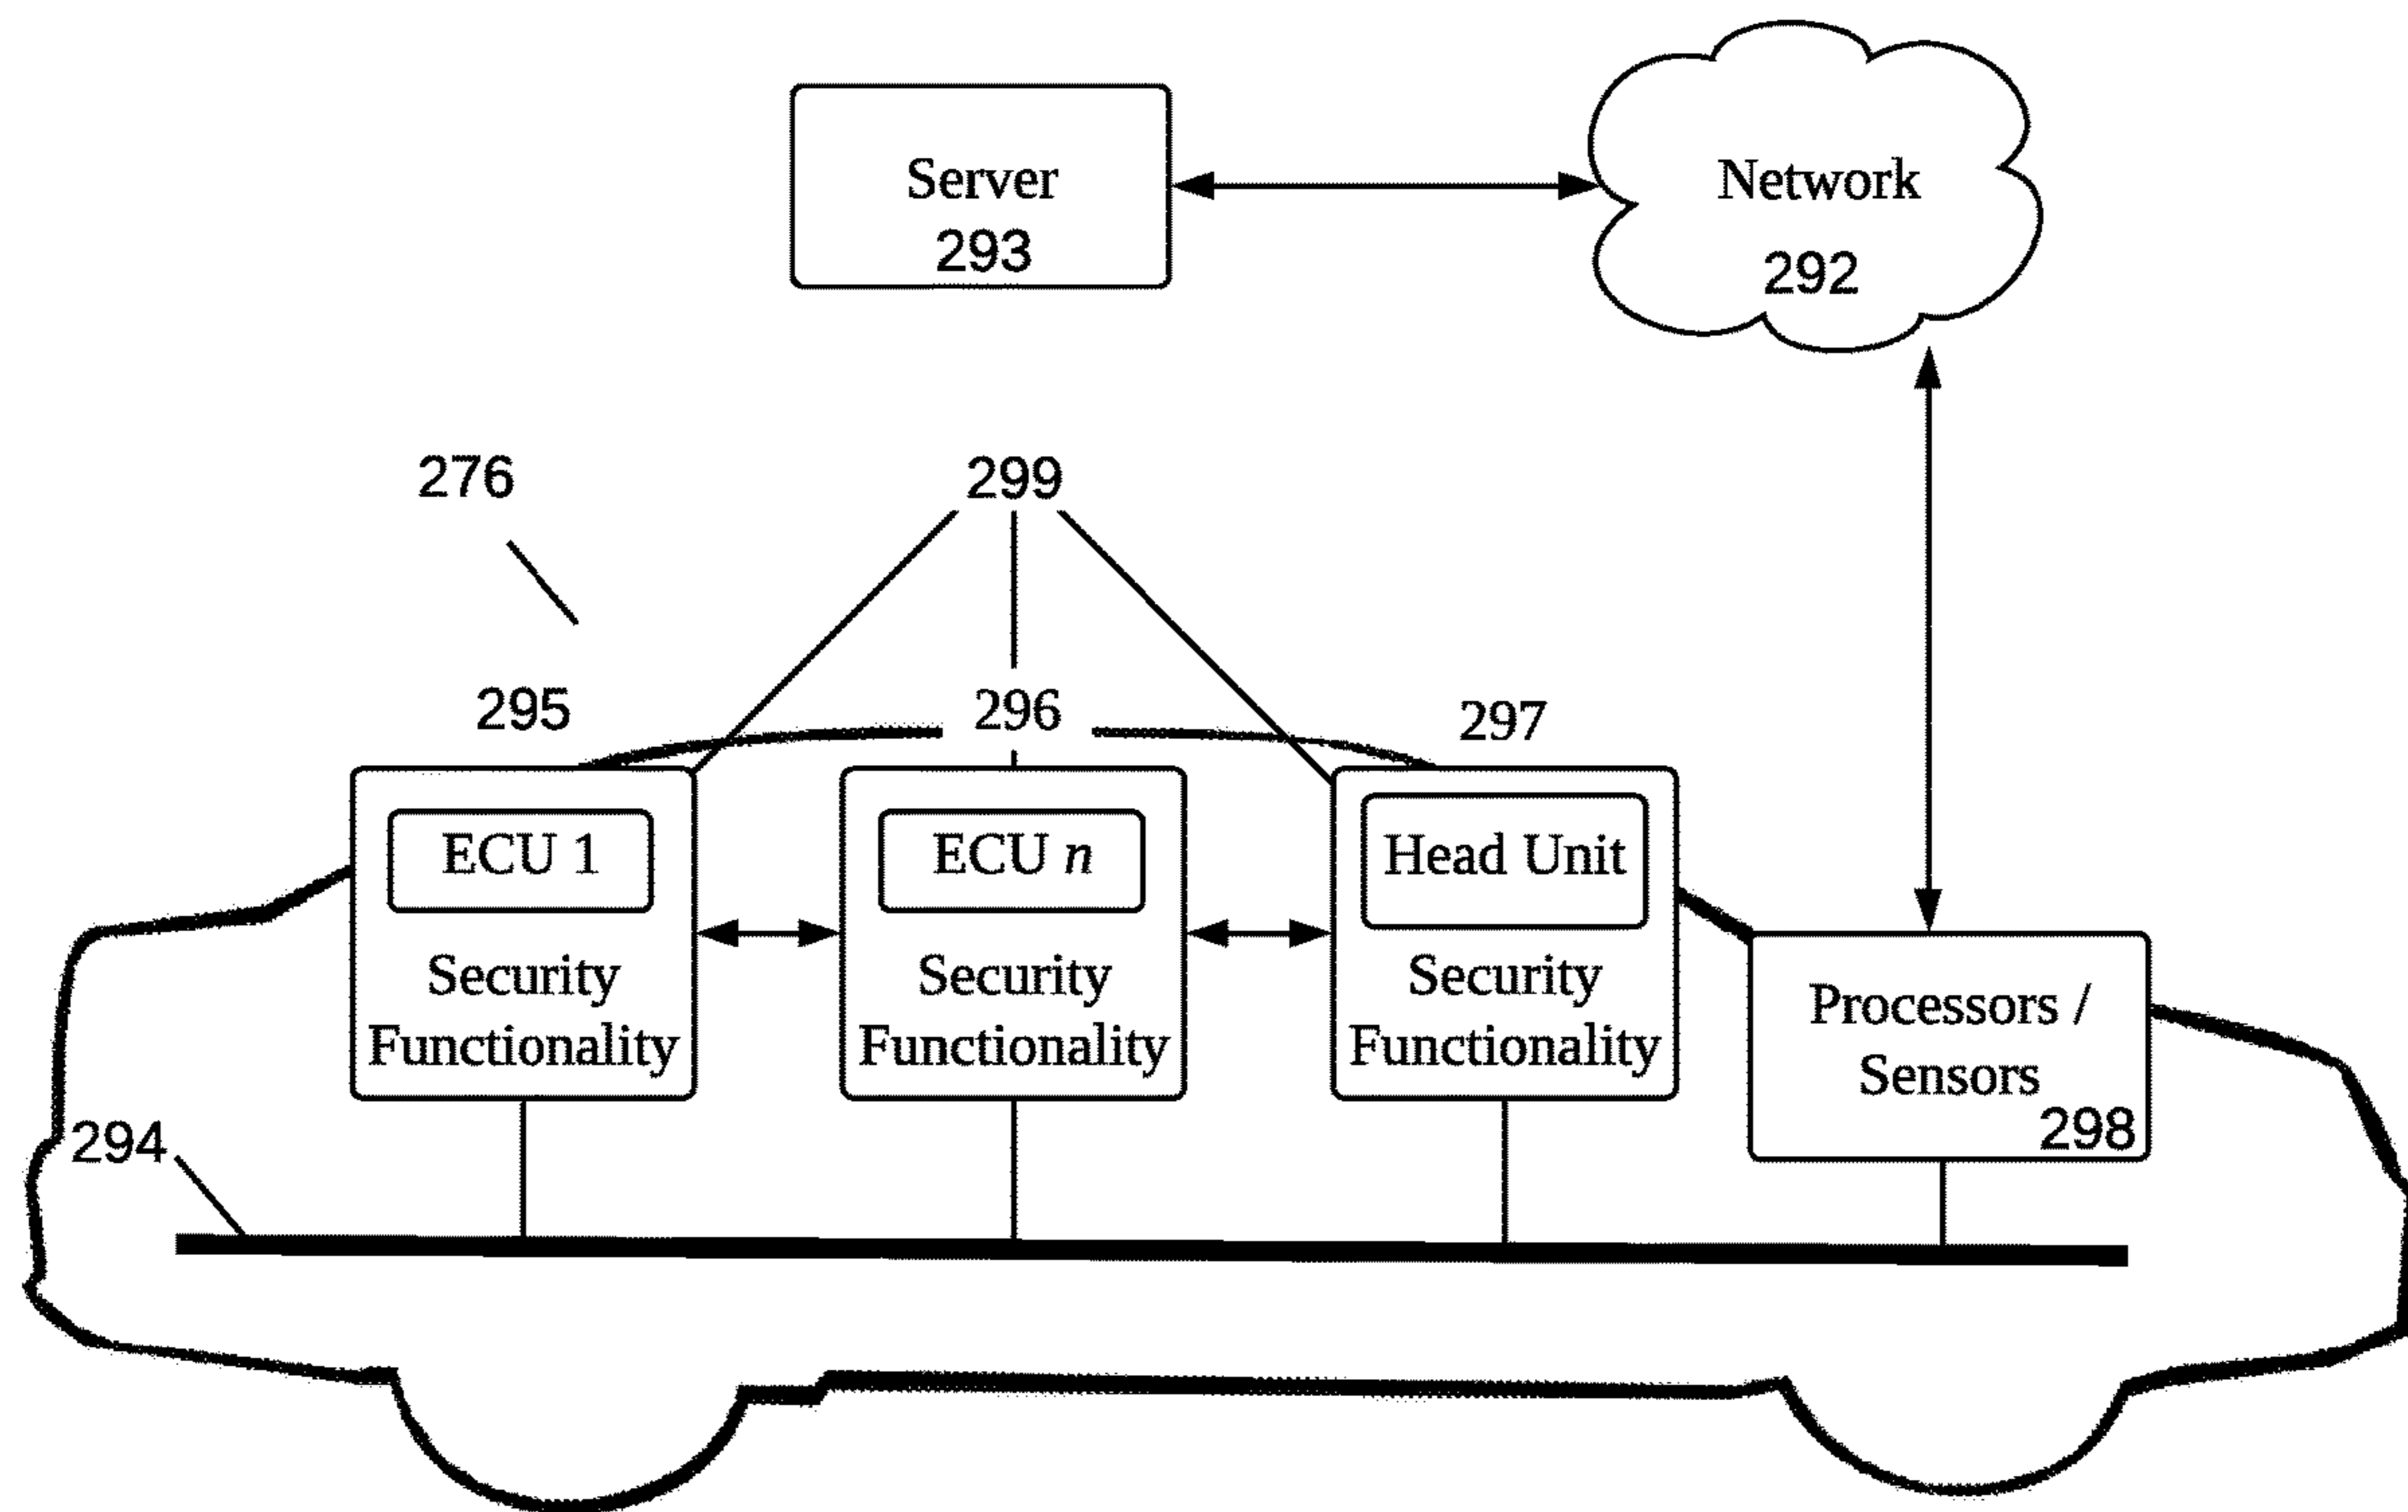 Server
293
Network
292
276
299
295
296
297
ECU 1
Security
Functionality
ECU n
Security
Functionality
Head Unit
Security
Functionality
Processors /
Sensors
298
294